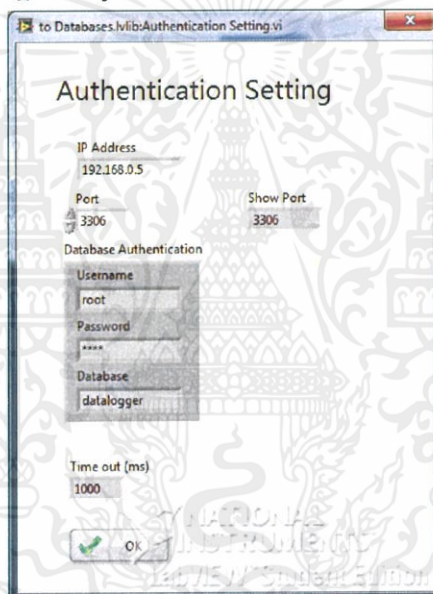 to Databases.lvlib:Authentication Setting.vi
Authentication Setting
IP Address
192.168.0.5
Port
3306
Show Port
3306
Database Authentication
Username
root
Password
****
Database
datalogger
Time out (ms)
1000
OK
NATIONAL
INSTRUMENTS
LabVIEW Student Edition